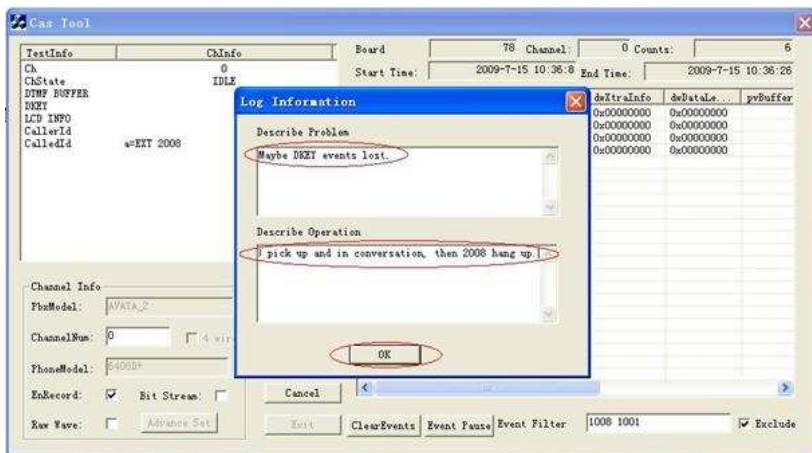 Cas Tool
Board 78 Channel: 0 Counts: 6
Start Time: 2009-7-15 10:36:8 End Time: 2009-7-15 10:36:26
TestInfo ChInfo
Ch 0
ChState IDLE
DTMF BUFFER
DKEY
LCD INFO
CallerId
CalledId a=EXT 2008
dwXtraInfo dwDataLe... pvBuffer
0x00000000 0x00000000
0x00000000 0x00000000
0x00000000 0x00000000
0x00000000 0x00000000
Log Information
Describe Problem
Maybe DKEY events lost.
Describe Operation
pick up and in conversation, then 2008 hang up.
OK
Channel Info
PbxModel: AVAYA_2
ChannelNum: 0 4 wire
PhoneModel: 6408D+
EnRecord: Bit Stream: Cancel
Raw Wave: Advance Set Exit ClearEvents Event Pause Event Filter 1008 1001 Exclude